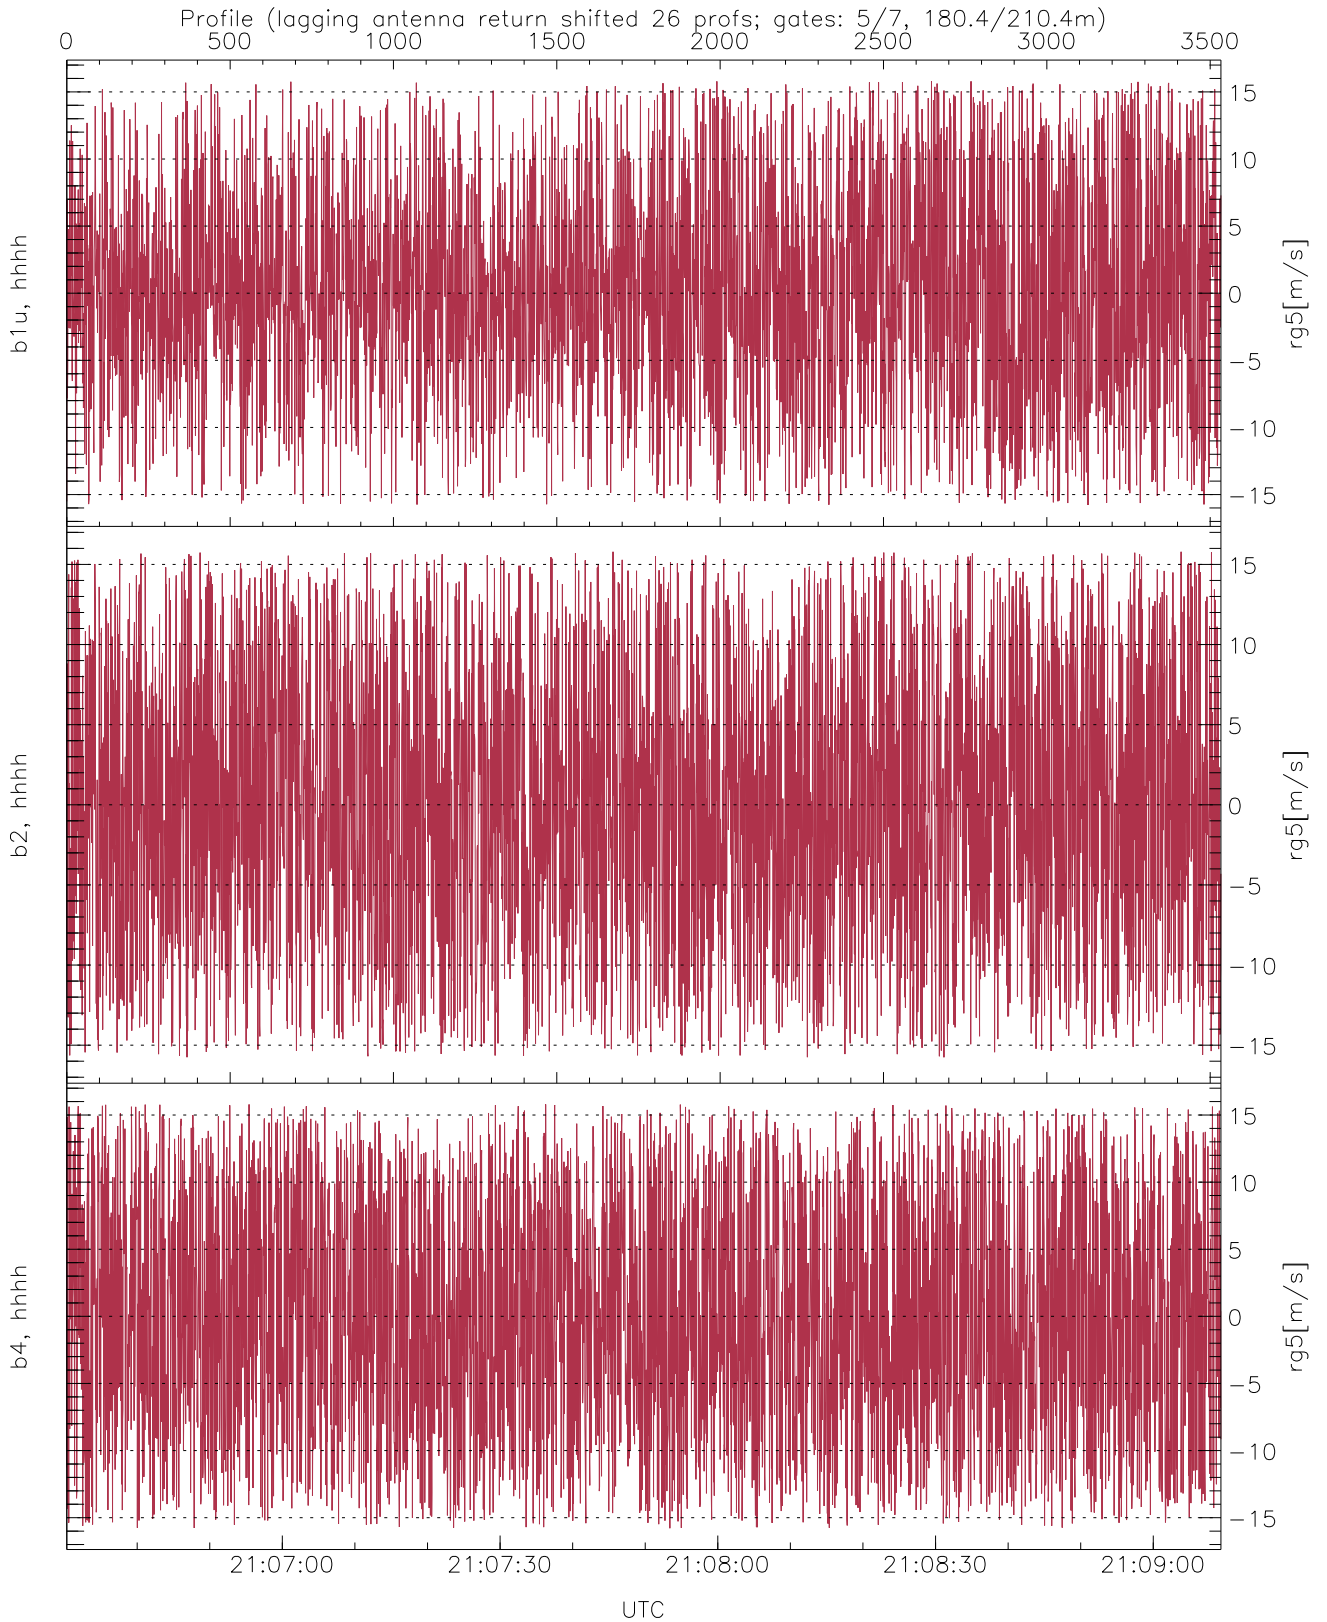 Profile (lagging antenna return shifted 26 profs; gates: 5/7, 180.4/210.4m)
0 500 1000 1500 2000 2500 3000 3500
b1u, hhhh
15
10
5
0
−5
−10
−15
rg5[m/s]
b2, hhhh
15
10
5
0
−5
−10
−15
rg5[m/s]
b4, hhhh
15
10
5
0
−5
−10
−15
rg5[m/s]
21:07:00 21:07:30 21:08:00 21:08:30 21:09:00
UTC